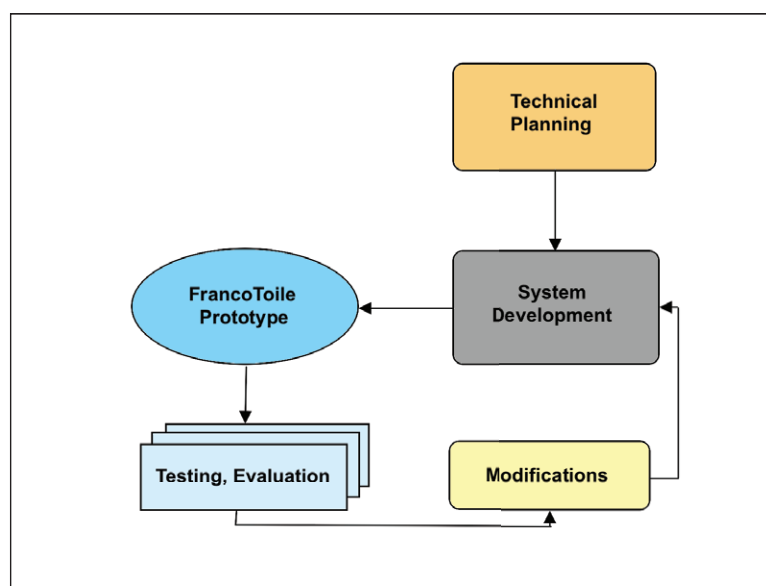 Technical
Planning
System
Development
FrancoToile
Prototype
Testing, Evaluation
Modifications